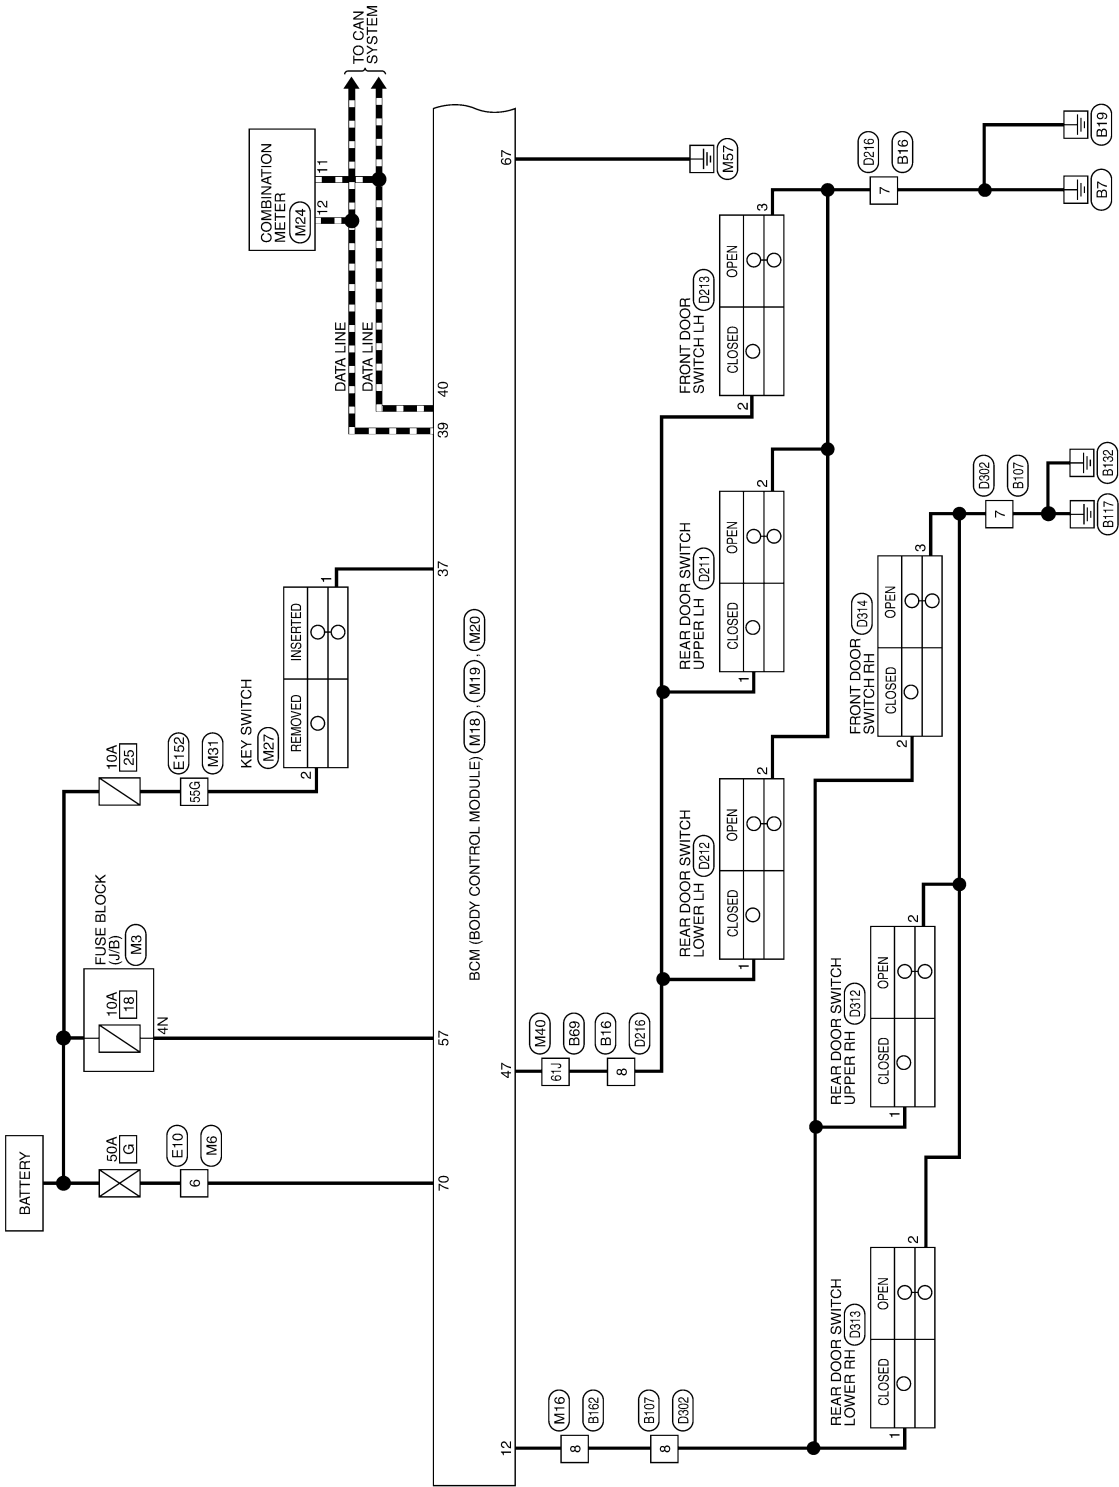 BATTERY
50A
G
E10
M6
6
70
FUSE BLOCK
(J/B)
M3
10A
18
4N
57
10A
25
E152
M31
55G
KEY SWITCH
M27
REMOVED
INSERTED
2
1
37
COMBINATION
METER
M24
12
11
DATA LINE
DATA LINE
TO CAN
SYSTEM
39
40
BCM (BODY CONTROL MODULE) M18 , M19 , M20
12
47
67
M57
M40
B69
61J
B16
D216
8
M16
B162
8
B107
D302
8
REAR DOOR SWITCH
LOWER LH D212
CLOSED
OPEN
1
2
REAR DOOR SWITCH
UPPER LH D211
CLOSED
OPEN
1
2
FRONT DOOR
SWITCH LH D213
CLOSED
OPEN
2
3
D216
B16
7
B7
B19
REAR DOOR SWITCH
LOWER RH D313
CLOSED
OPEN
1
2
REAR DOOR SWITCH
UPPER RH D312
CLOSED
OPEN
1
2
FRONT DOOR
SWITCH RH D314
CLOSED
OPEN
2
3
D302
B107
7
B117
B132